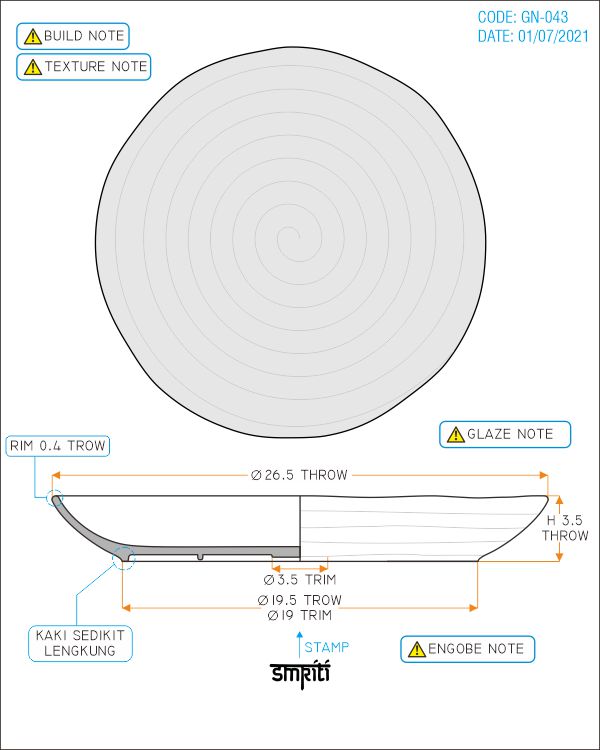 CODE: GN-043
DATE: 01/07/2021
BUILD NOTE
TEXTURE NOTE
GLAZE NOTE
RIM 0.4 TROW
Ø 26.5 THROW
H 3.5
THROW
Ø 3.5 TRIM
Ø 19.5 TROW
Ø 19 TRIM
KAKI SEDIKIT
LENGKUNG
STAMP
ENGOBE NOTE
smriti